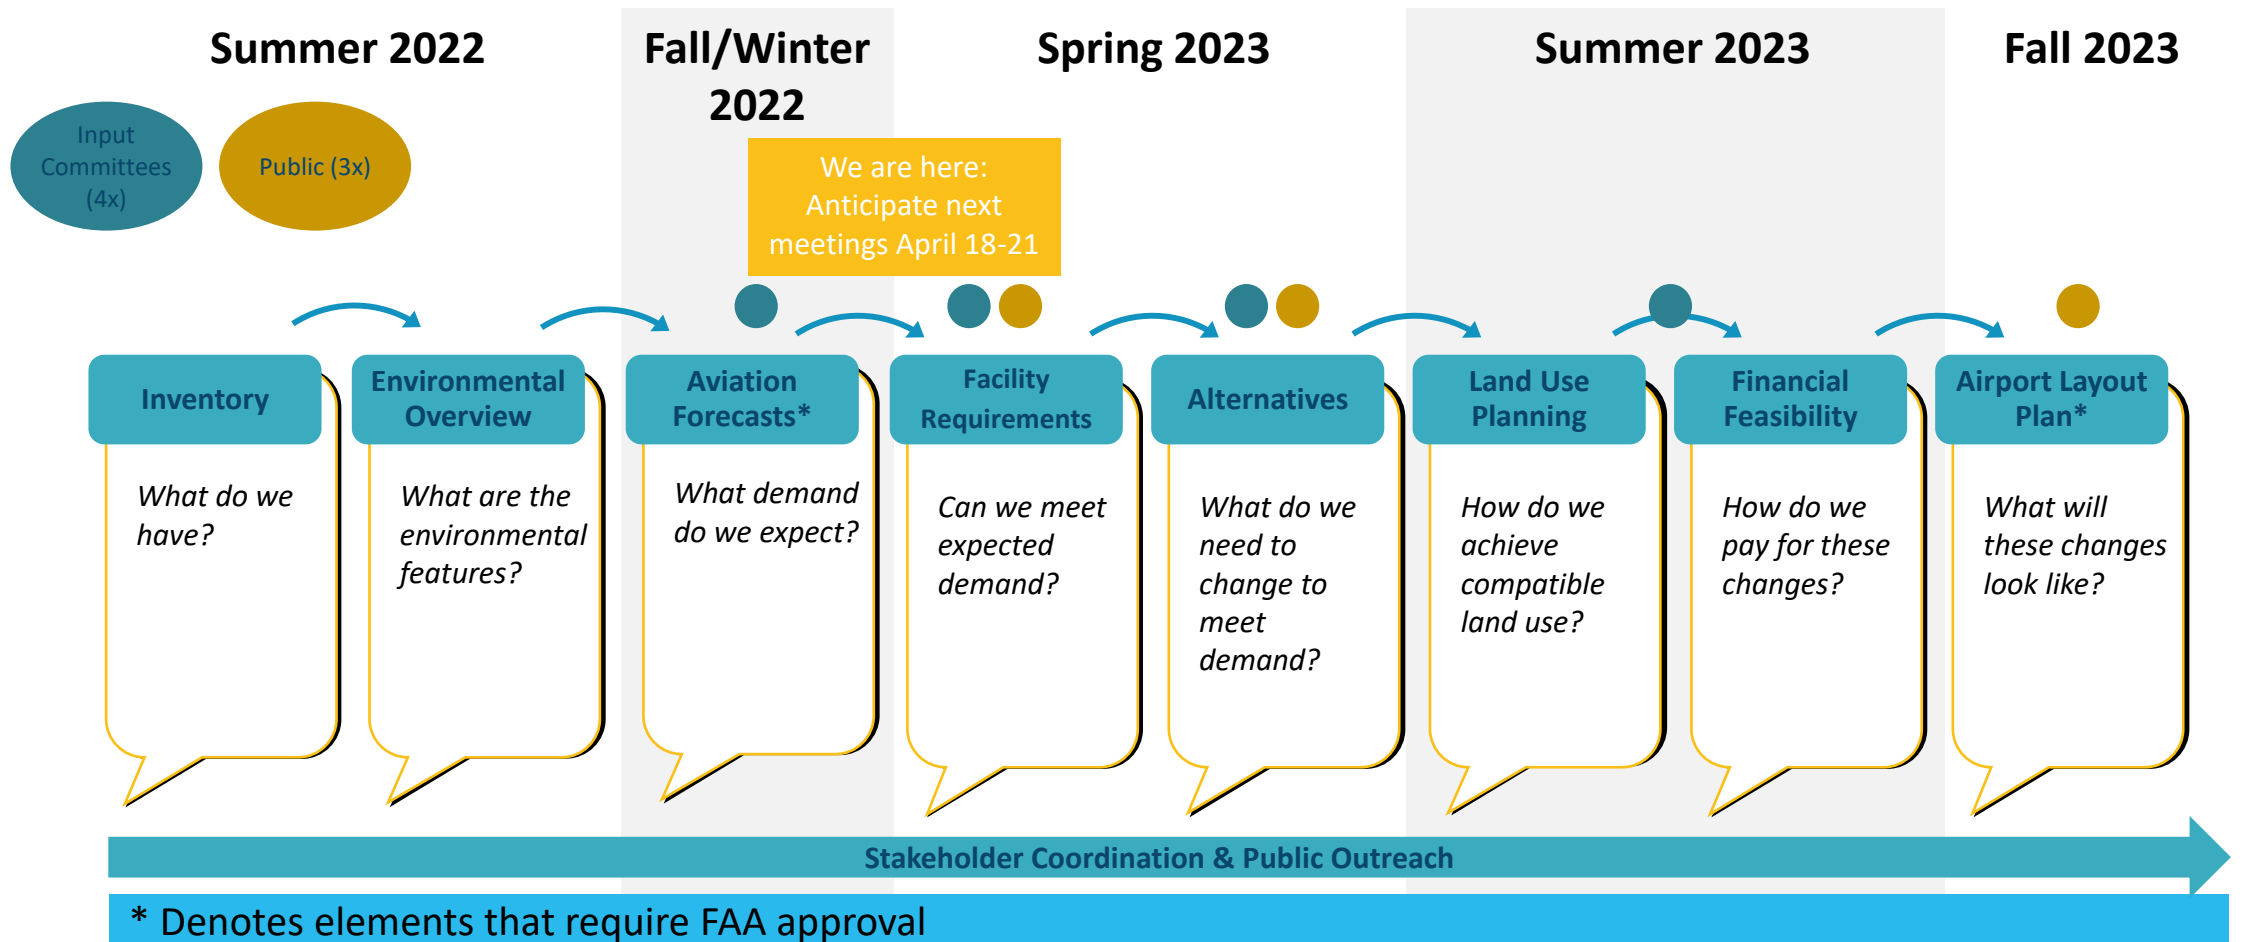 Summer 2022
Fall/Winter
2022
Spring 2023
Summer 2023
Fall 2023
Input
Committees
(4x)
Public (3x)
We are here:
Anticipate next
meetings April 18-21
Inventory
Environmental
Overview
Aviation
Forecasts*
Facility
Requirements
Alternatives
Land Use
Planning
Financial
Feasibility
Airport Layout
Plan*
What do we
have?
What are the
environmental
features?
What demand
do we expect?
Can we meet
expected
demand?
What do we
need to
change to
meet
demand?
How do we
achieve
compatible
land use?
How do we
pay for these
changes?
What will
these changes
look like?
Stakeholder Coordination & Public Outreach
* Denotes elements that require FAA approval